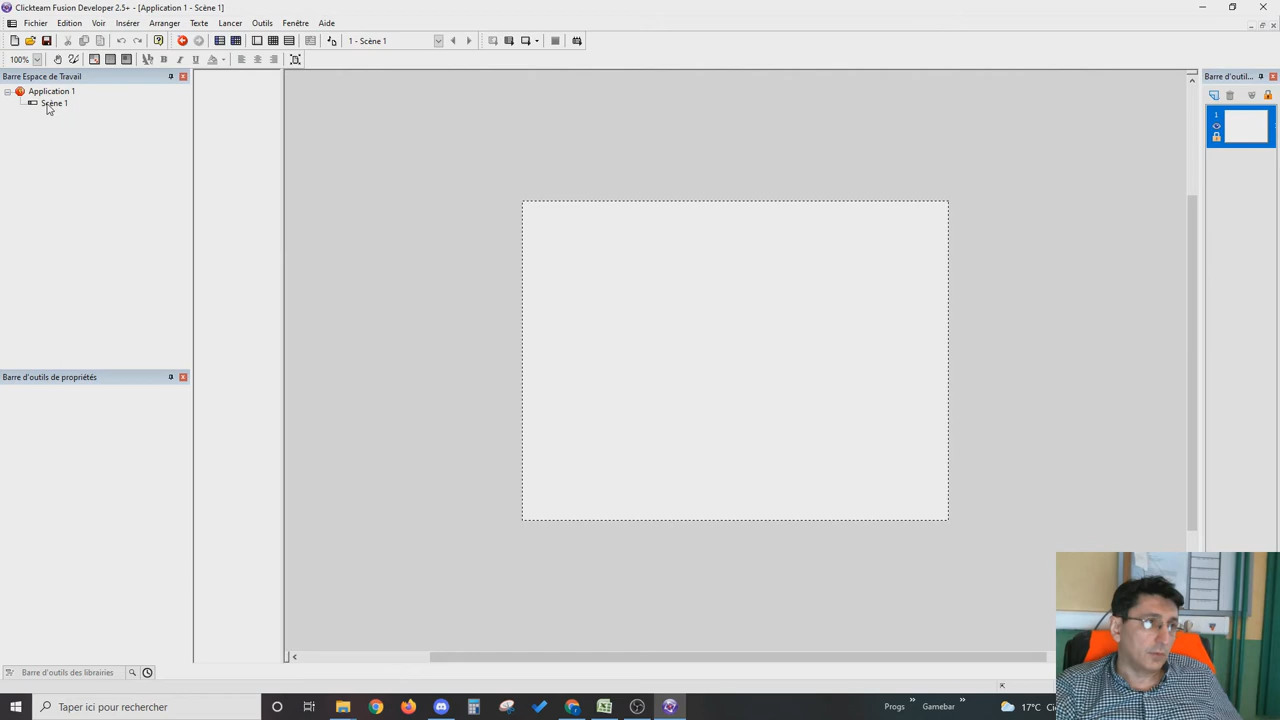 Clickteam Fusion Developer 2.5+ - [Application 1 - Scène 1]
Fichier Edition Voir Insérer Arranger Texte Lancer Outils Fenêtre Aide
1 - Scène 1
100%
Barre Espace de Travail
Barre d'outil...
Application 1
Scène 1
1
Barre d'outils de propriétés
Barre d'outils des librairies
Taper ici pour rechercher
Progs
Gamebar
17°C